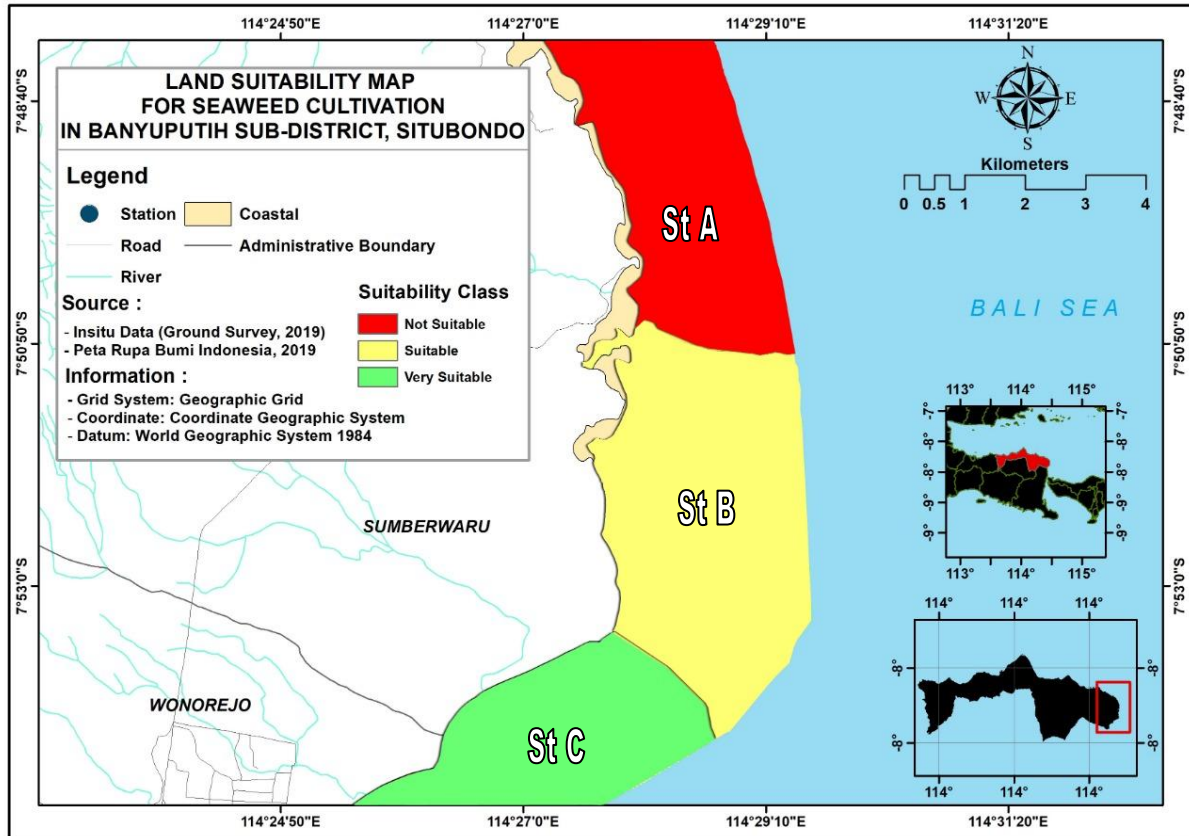 114°24'50"E 114°27'0"E 114°29'10"E 114°31'20"E
7°48'40"S
7°50'50"S
7°53'0"S
LAND SUITABILITY MAP
FOR SEAWEED CULTIVATION
IN BANYUPUTIH SUB-DISTRICT, SITUBONDO
Legend
Station
Coastal
Road
Administrative Boundary
River
Source :
- Insitu Data (Ground Survey, 2019)
- Peta Rupa Bumi Indonesia, 2019
Information :
- Grid System: Geographic Grid
- Coordinate: Coordinate Geographic System
- Datum: World Geographic System 1984
Suitability Class
Not Suitable
Suitable
Very Suitable
St A
St B
St C
SUMBERWARU
WONOREJO
N
W E
S
Kilometers
0 0.5 1 2 3 4
BALI SEA
113° 114° 115°
-7° -7°
-8° -8°
-8° -8°
-9° -9°
-9° -9°
113° 114° 115°
114° 114° 114°
-8° -8°
-8° -8°
114° 114° 114°
7°48'40"S
7°50'50"S
7°53'0"S
114°24'50"E 114°27'0"E 114°29'10"E 114°31'20"E